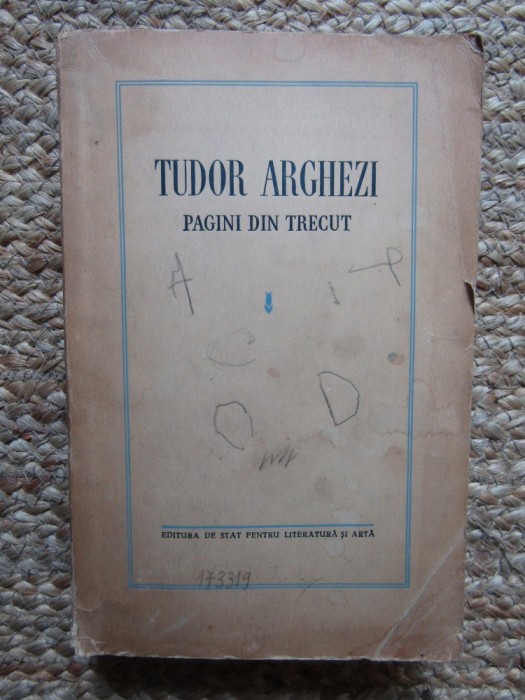 TUDOR ARGHEZI
PAGINI DIN TRECUT
A
C
O D
EDITURA DE STAT PENTRU LITERATURĂ ȘI ARTĂ
173319